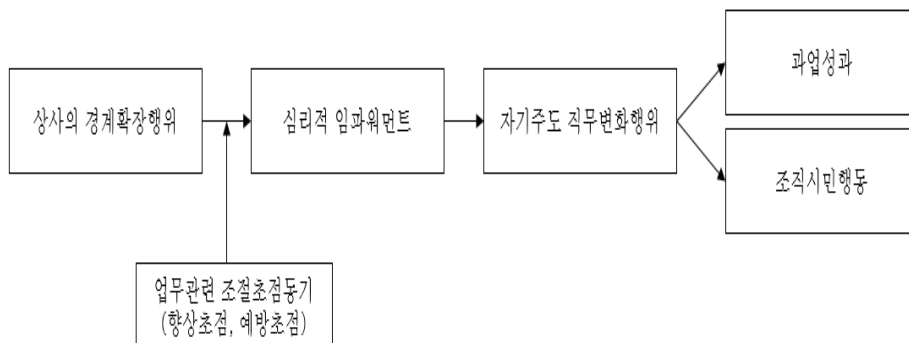 과업성과
상사의 경계확장행위
심리적 임파워먼트
자기주도 직무변화행위
조직시민행동
업무관련 조절초점동기
(향상초점, 예방초점)